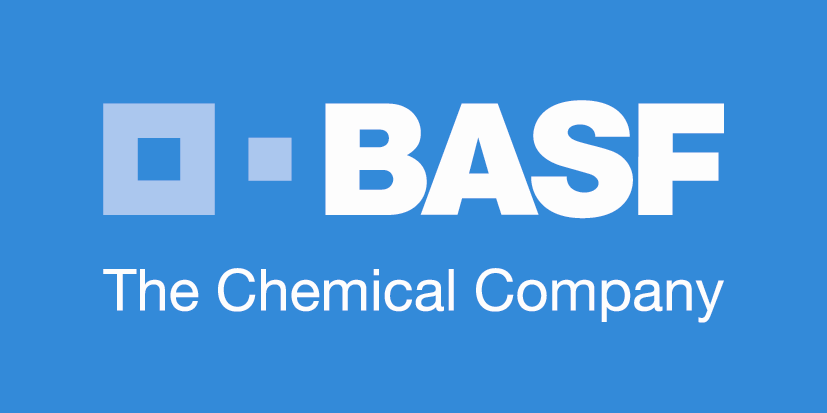 BASF
The Chemical Company